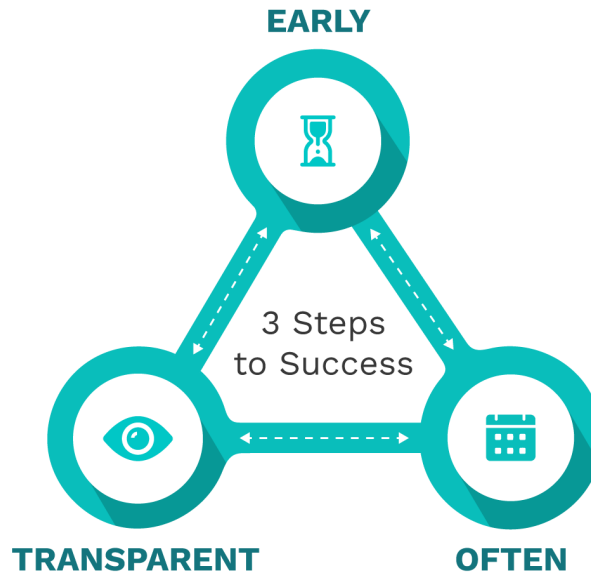 EARLY
3 Steps
to Success
TRANSPARENT
OFTEN